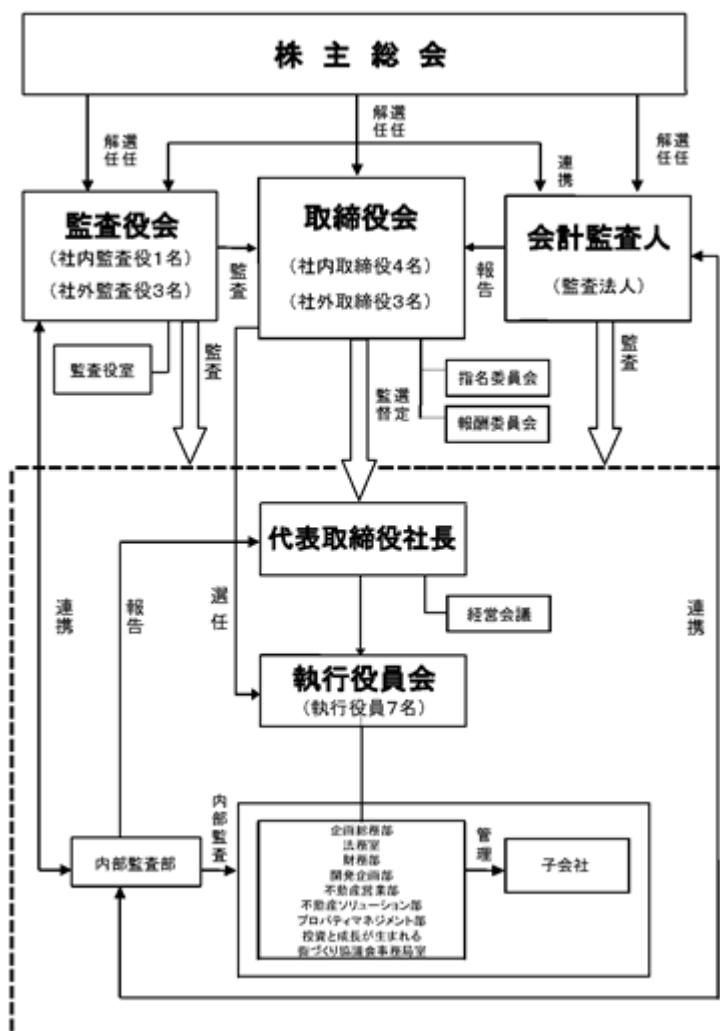 株主総会
解任
選任
解任
選任
連携
解任
選任
監査役会
（社内監査役1名）
（社外監査役3名）
監査
取締役会
（社内取締役4名）
（社外取締役3名）
報告
会計監査人
（監査法人）
監査役室
監査
監督
選定
指名委員会
報酬委員会
監査
代表取締役社長
経営会議
連携
報告
選任
連携
執行役員会
（執行役員7名）
内部監査部
内部監査
企画総務部
法務室
財務部
開発企画部
不動産営業部
不動産ソリューション部
プロパティマネジメント部
投資と成長が生まれる
街づくり協議会事務局室
管理
子会社